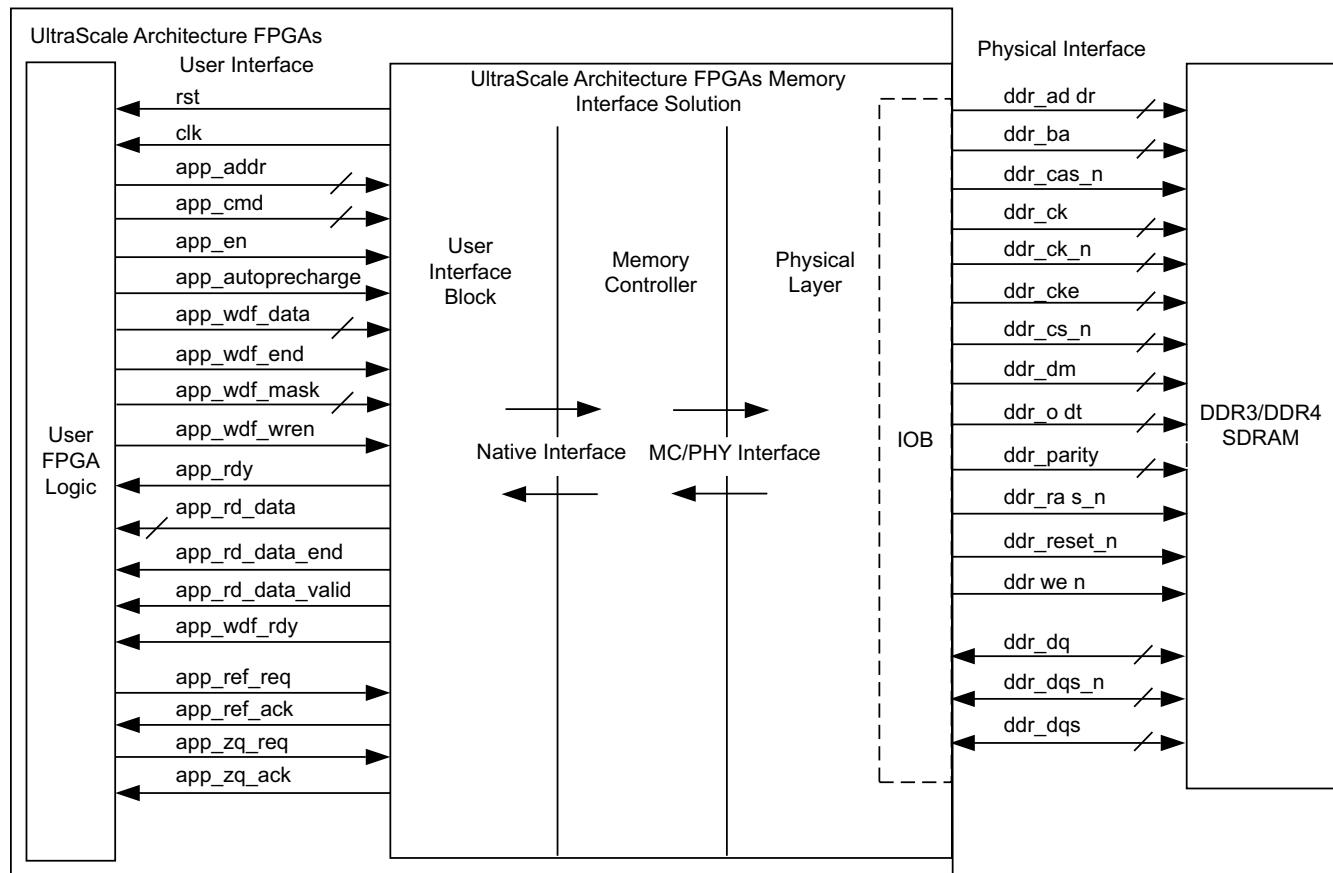 UltraScale Architecture FPGAs
User Interface
Physical Interface
UltraScale Architecture FPGAs Memory
Interface Solution
rst
clk
app_addr
app_cmd
app_en
app_autoprecharge
app_wdf_data
app_wdf_end
app_wdf_mask
app_wdf_wren
app_rdy
app_rd_data
app_rd_data_end
app_rd_data_valid
app_wdf_rdy
app_ref_req
app_ref_ack
app_zq_req
app_zq_ack
User
FPGA
Logic
User
Interface
Block
Memory
Controller
Physical
Layer
Native Interface
MC/PHY Interface
IOB
ddr_ad dr
ddr_ba
ddr_cas_n
ddr_ck
ddr_ck_n
ddr_cke
ddr_cs_n
ddr_dm
ddr_o dt
ddr_parity
ddr_ra s_n
ddr_reset_n
ddr we n
ddr_dq
ddr_dqs_n
ddr_dqs
DDR3/DDR4
SDRAM